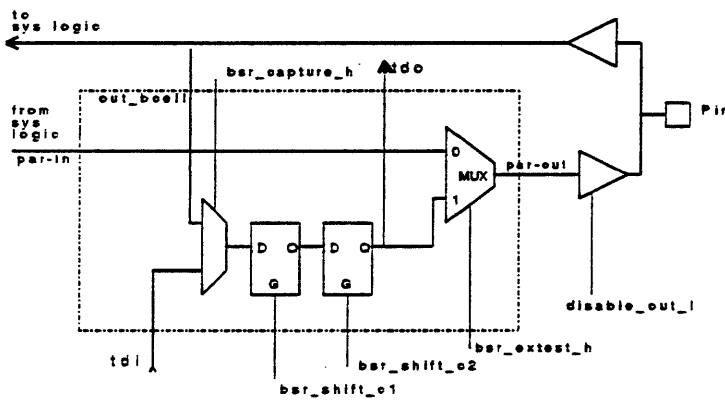 to
sys logic
bsr_capture_h
tdo
out_bcell
from
sys
logic
par-in
Pin
0
MUX
par-out
1
D
O
D
O
G
G
disable_out_l
tdi
bsr_extest_h
bsr_shift_c2
bsr_shift_c1